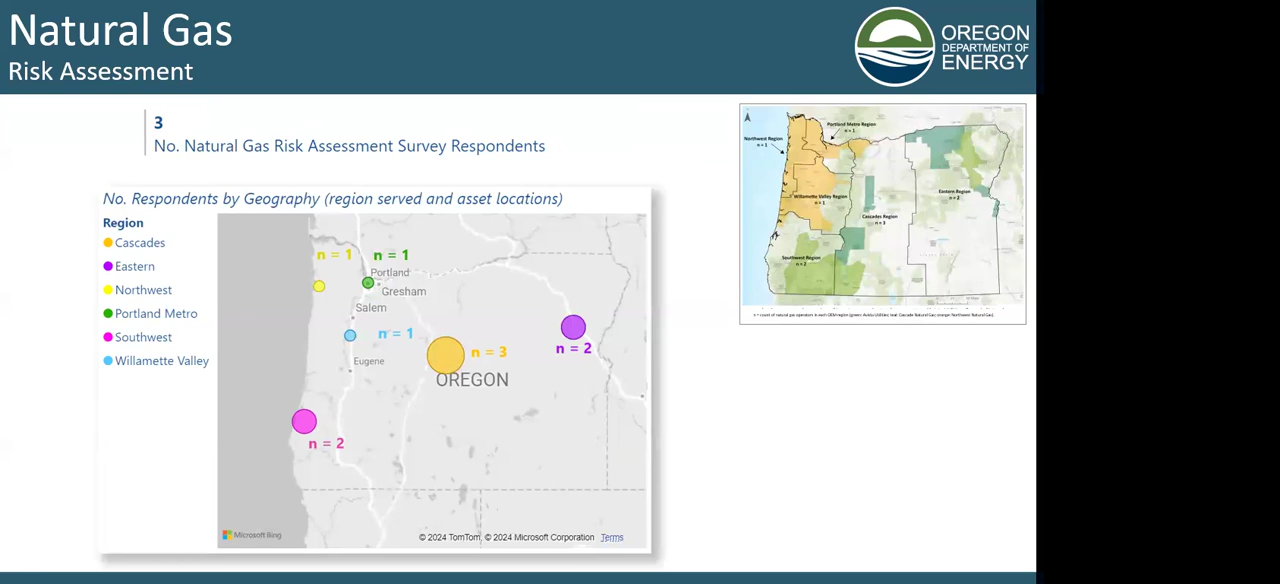 Natural Gas
Risk Assessment
OREGON
DEPARTMENT OF
ENERGY
3
No. Natural Gas Risk Assessment Survey Respondents
No. Respondents by Geography (region served and asset locations)
Region
Cascades
Eastern
Northwest
Portland Metro
Southwest
Willamette Valley
n = 1
n = 1
Portland
Gresham
Salem
n = 1
Eugene
n = 3
OREGON
n = 2
n = 2
Microsoft Bing
© 2024 TomTom, © 2024 Microsoft Corporation Terms
Portland Metro Region
n = 1
Northwest Region
n = 1
Willamette Valley Region
n = 1
Eastern Region
n = 2
Cascades Region
n = 3
Southwest Region
n = 2